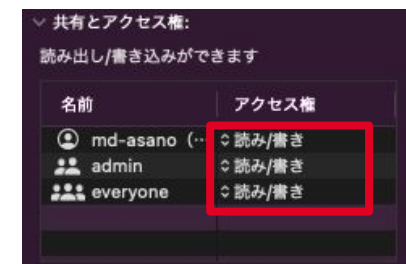 共有とアクセス権:
読み出し/書き込みができます
名前 アクセス権
md-asano (… 読み/書き
admin 読み/書き
everyone 読み/書き